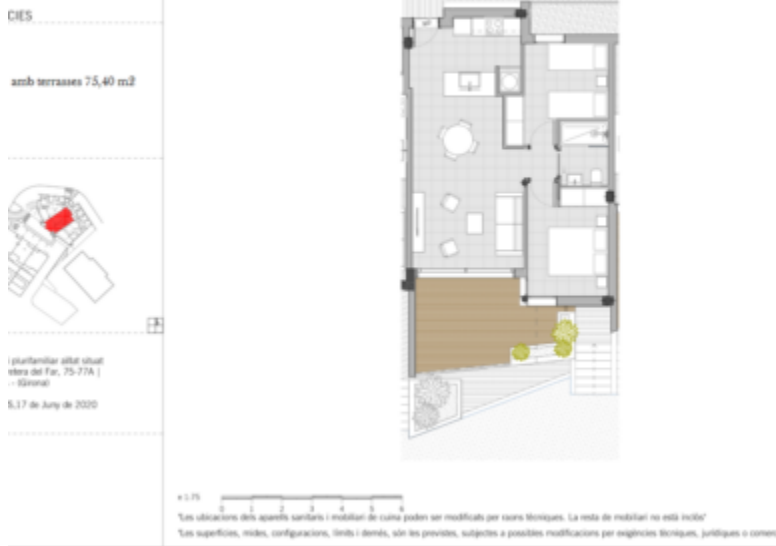 CIES
amb terrasses 75,40 m2
plurifamiliar aïllat situat
retera del Far, 75-77A |
. - (Girona)
5,17 de Juny de 2020
e 1.75
0 1 2 3 4 6
"Les ubicacions dels aparells sanitaris i mobiliari de cuina poden ser modificats per raons tècniques. La resta de mobiliari no està inclòs"
"Les superfícies, mides, configuracions, límits i demés, són les previstes, subjectes a possibles modificacions per exigències tècniques, jurídiques o comerc